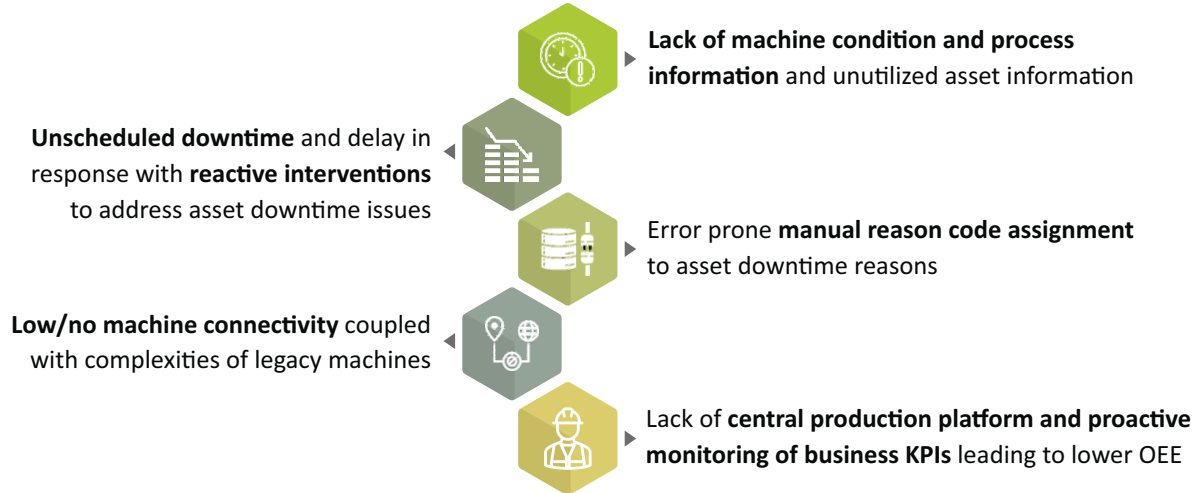 Lack of machine condition and process
information and unutilized asset information
Unscheduled downtime and delay in
response with reactive interventions
to address asset downtime issues
Error prone manual reason code assignment
to asset downtime reasons
Low/no machine connectivity coupled
with complexities of legacy machines
Lack of central production platform and proactive
monitoring of business KPIs leading to lower OEE